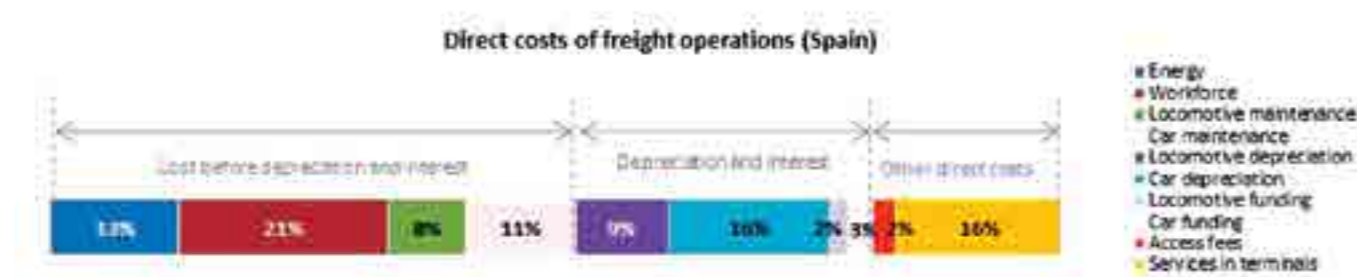 Direct costs of freight operations (Spain)
Cost before depreciation and interest
Depreciation and interest
Other direct costs
13% 21% 8% 11% 9% 16% 2% 3% 2% 16%
Energy
Workforce
Locomotive maintenance
Car maintenance
Locomotive depreciation
Car depreciation
Locomotive funding
Car funding
Access fees
Services in terminals